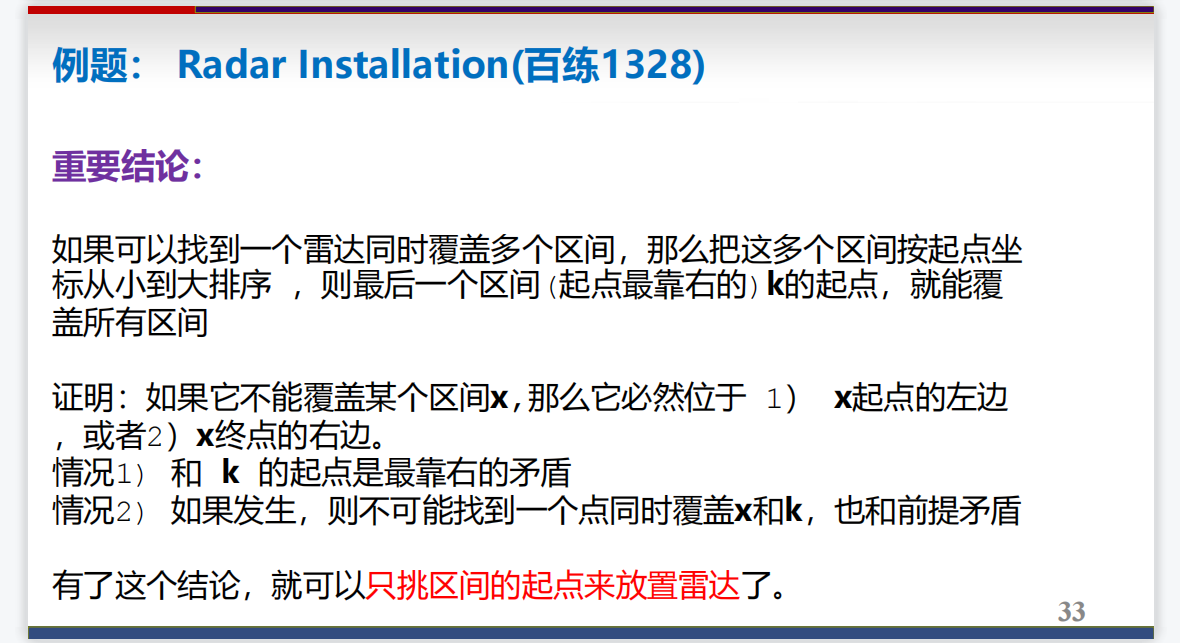 例题： Radar Installation(百练1328)
重要结论：
如果可以找到一个雷达同时覆盖多个区间，那么把这多个区间按起点坐
标从小到大排序 ，则最后一个区间(起点最靠右的)k的起点，就能覆
盖所有区间
证明：如果它不能覆盖某个区间x,那么它必然位于 1） x起点的左边
，或者2）x终点的右边。
情况1) 和 k 的起点是最靠右的矛盾
情况2) 如果发生，则不可能找到一个点同时覆盖x和k，也和前提矛盾
有了这个结论，就可以只挑区间的起点来放置雷达了。
33